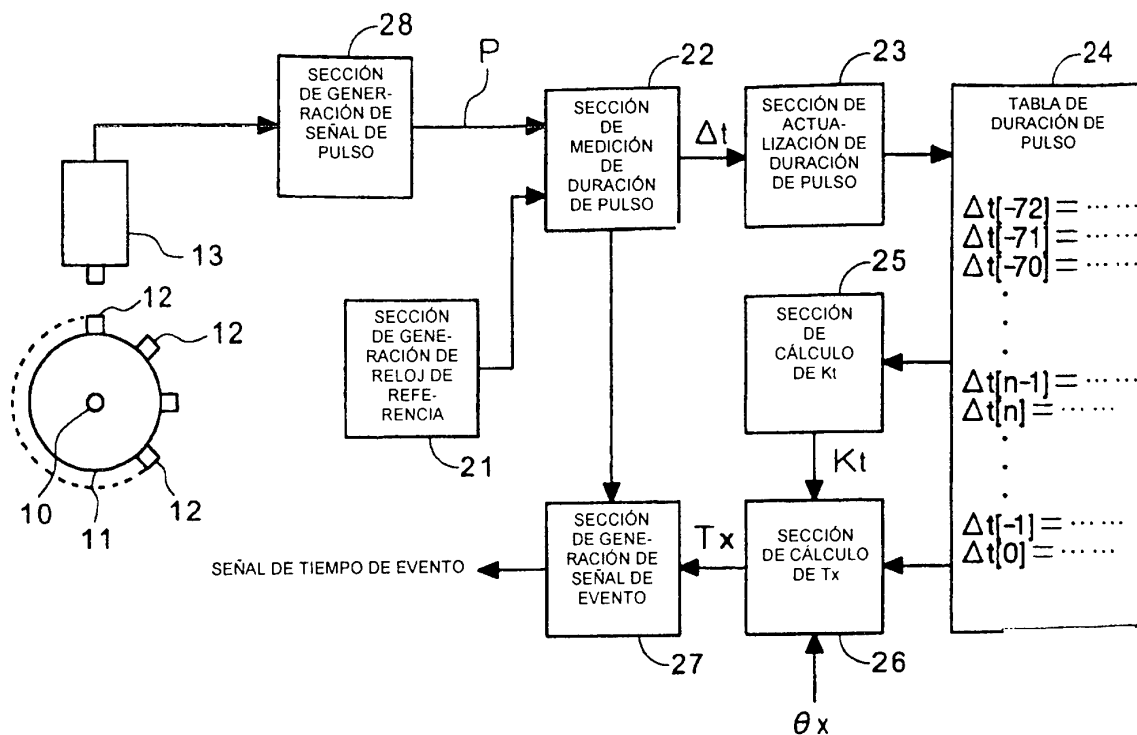 28
SECCIÓN
DE GENER-
RACIÓN DE
SEÑAL DE
PULSO
P
22
SECCIÓN
DE
MEDICIÓN
DE
DURACIÓN
DE PULSO
Δt
23
SECCIÓN DE
ACTUA-
LIZACIÓN DE
DURACIÓN
DE PULSO
24
TABLA DE
DURACIÓN DE
PULSO
Δt[-72]= ··· ···
Δt[-71]= ··· ···
Δt[-70]= ··· ···
Δt[n-1]= ··· ···
Δt[n]= ··· ···
Δt[-1]= ··· ···
Δt[0]= ··· ···
13
12
12
12
10
11
SECCIÓN
DE GENE-
RACIÓN DE
RELOJ DE
REFE-
RENCIA
21
25
SECCIÓN
DE
CÁLCULO
DE Kt
Kt
SECCIÓN
DE CÁLCULO
DE Tx
26
θx
Tx
SECCIÓN
DE GENE-
RACIÓN DE
SEÑAL DE
EVENTO
27
SEÑAL DE TIEMPO DE EVENTO